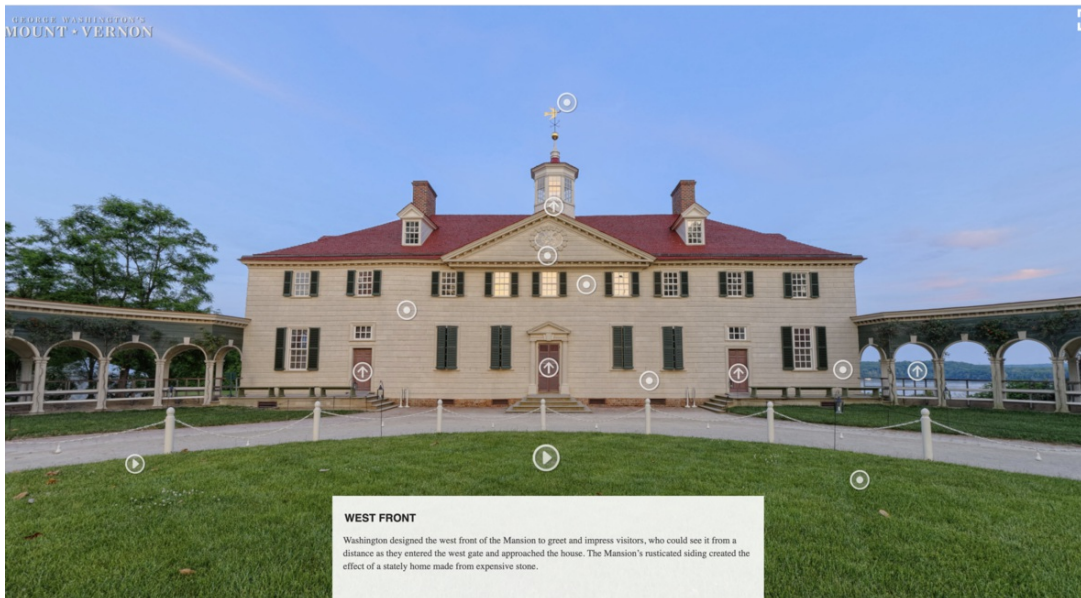 GEORGE WASHINGTON'S
MOUNT • VERNON
WEST FRONT
Washington designed the west front of the Mansion to greet and impress visitors, who could see it from a
distance as they entered the west gate and approached the house. The Mansion's rusticated siding created the
effect of a stately home made from expensive stone.